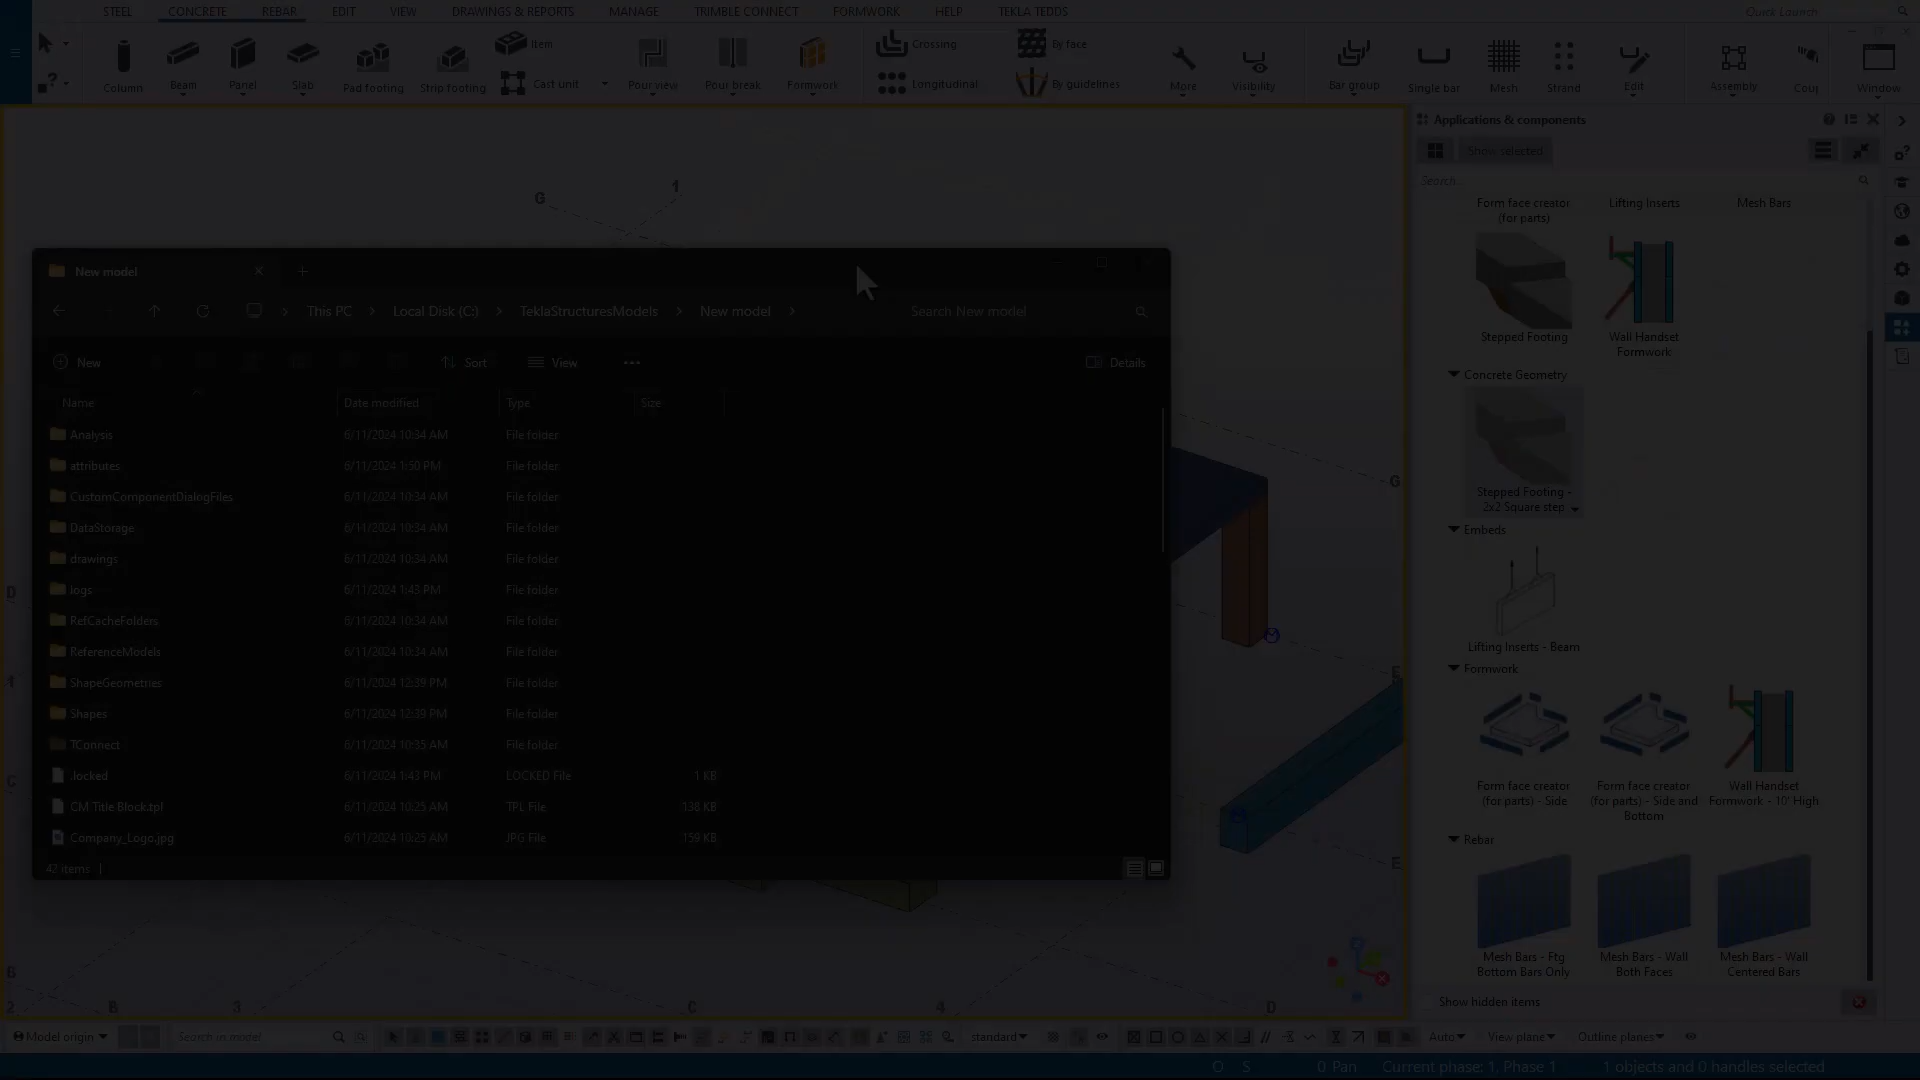 STEEL CONCRETE REBAR EDIT VIEW DRAWINGS & REPORTS MANAGE TRIMBLE CONNECT FORMWORK HELP TEKLA TEDDS Quick Launch
Column Beam Panel Slab Pad footing Strip footing Item Cast unit Pour view Pour break Formwork Crossing Longitudinal By face By guidelines More Visibility Bar group Single bar Mesh Strand Edit Assembly Coup Window
Applications & components
Show selected
Search...
Form face creator (for parts)
Lifting Inserts
Mesh Bars
Stepped Footing
Wall Handset Formwork
Concrete Geometry
Stepped Footing - 2x2 Square step
Embeds
Lifting Inserts - Beam
Formwork
Form face creator (for parts) - Side
Form face creator (for parts) - Side and Bottom
Wall Handset Formwork - 10' High
Rebar
Mesh Bars - Ftg Bottom Bars Only
Mesh Bars - Wall Both Faces
Mesh Bars - Wall Centered Bars
Show hidden items
G 1
New model
This PC Local Disk (C:) TeklaStructuresModels New model Search New model
New Sort View Details
Name Date modified Type Size
Analysis 6/11/2024 10:34 AM File folder
attributes 6/11/2024 1:50 PM File folder
CustomComponentDialogFiles 6/11/2024 10:34 AM File folder
DataStorage 6/11/2024 10:34 AM File folder
drawings 6/11/2024 10:34 AM File folder
logs 6/11/2024 1:43 PM File folder
RefCacheFolders 6/11/2024 10:34 AM File folder
ReferenceModels 6/11/2024 10:34 AM File folder
ShapeGeometries 6/11/2024 12:39 PM File folder
Shapes 6/11/2024 12:39 PM File folder
TConnect 6/11/2024 10:35 AM File folder
.locked 6/11/2024 1:43 PM LOCKED File 1 KB
CM Title Block.tpl 6/11/2024 10:25 AM TPL File 138 KB
Company_Logo.jpg 6/11/2024 10:25 AM JPG File 159 KB
42 items
G
D
E
C
E
B
2 B 3 C 4 D
Model origin Search in model standard Auto View plane Outline planes
O S 0 Pan Current phase: 1, Phase 1 1 objects and 0 handles selected